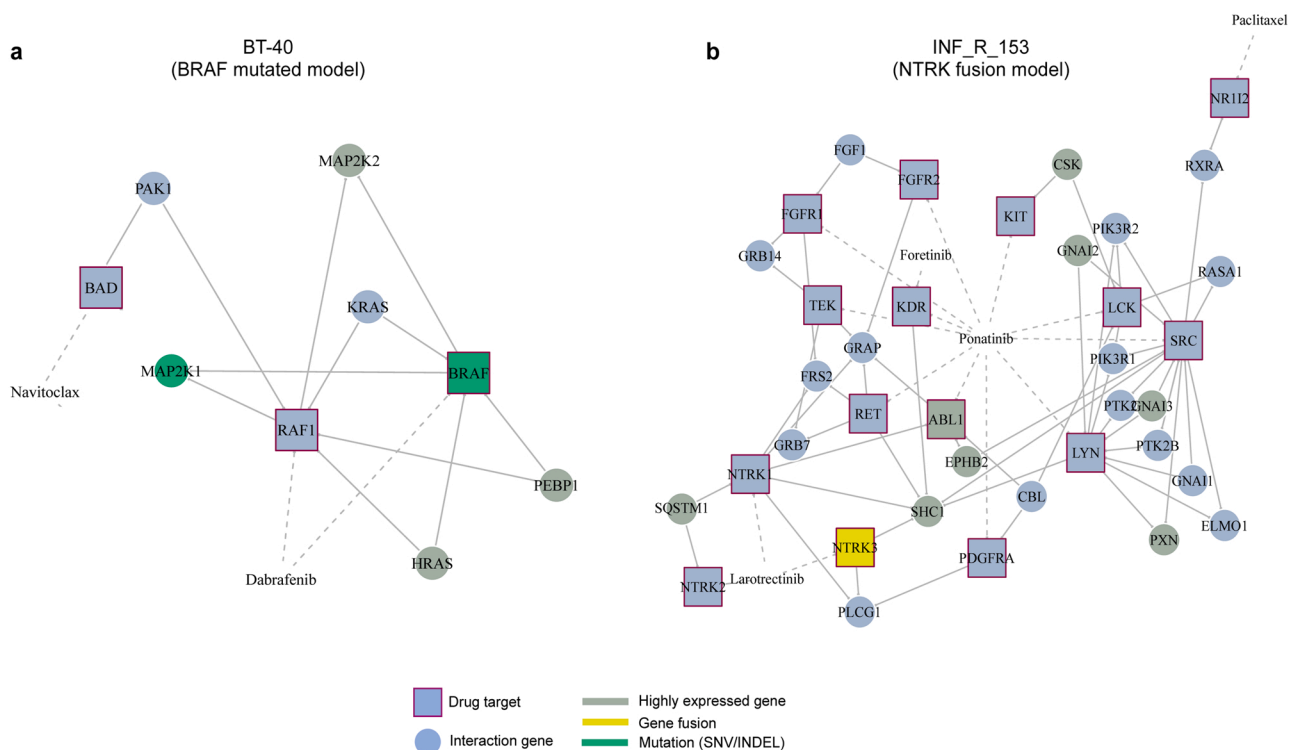 a
BT-40
(BRAF mutated model)
MAP2K2
PAK1
BAD
KRAS
MAP2K1
BRAF
Navitoclax
RAF1
PEBP1
HRAS
Dabrafenib
b
INF_R_153
(NTRK fusion model)
Paclitaxel
NR1I2
FGF1
CSK
RXRA
FGFR2
FGFR1
KIT
PIK3R2
GRB14
Foretinib
GNAI2
RASA1
TEK
KDR
LCK
Ponatinib
SRC
GRAP
PIK3R1
FRS2
PTK2
GNAI3
RET
ABL1
GRB7
PTK2B
LYN
EPHB2
NTRK
GNAI1
SQSTM1
SHC1
CBL
ELMO1
NTRK3
PXN
PDGFRA
Larotrectinib
NTRK2
PLCG1
Drug target
Interaction gene
Highly expressed gene
Gene fusion
Mutation (SNV/INDEL)